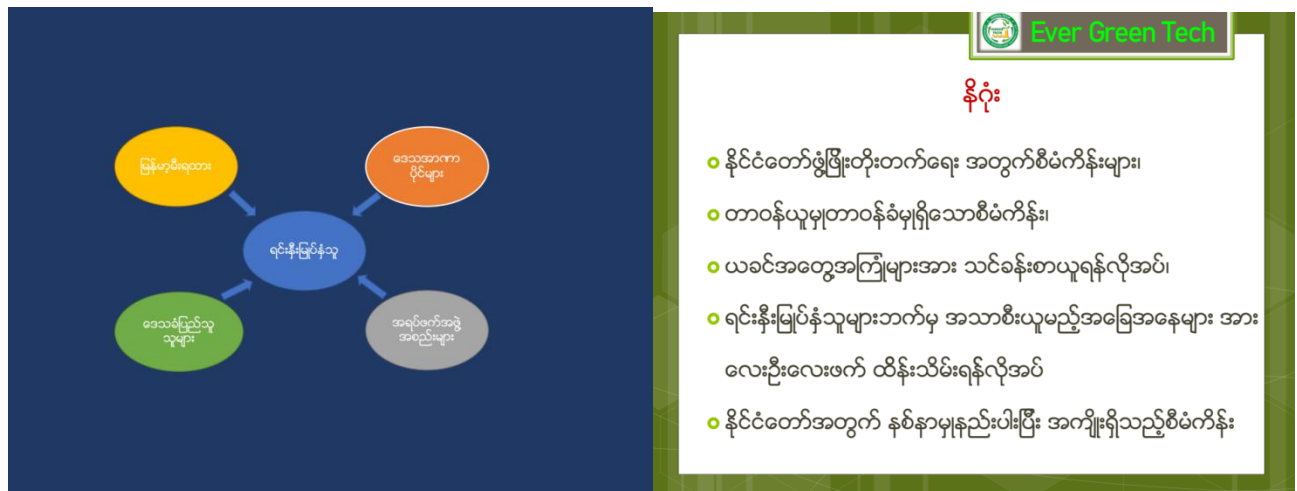 မြန်မာ့မီးရထား
ဒေသအာဏာ
ပိုင်များ
ရင်းနှီးမြှုပ်နှံသူ
ဒေသခံပြည်သူ
သူများ
အရပ်ဖက်အဖွဲ့
အစည်းများ
Ever Green Tech
နိဂုံး
နိုင်ငံတော်ဖွံ့ဖြိုးတိုးတက်ရေး အတွက်စီမံကိန်းများ၊
တာဝန်ယူမှုတာဝန်ခံမှုရှိသောစီမံကိန်း၊
ယခင်အတွေ့အကြုံများအား သင်ခန်းစာယူရန်လိုအပ်၊
ရင်းနှီးမြှုပ်နှံသူများဘက်မှ အသာစီးယူမည့်အခြေအနေများ အား
လေးဦးလေးဖက် ထိန်းသိမ်းရန်လိုအပ်
နိုင်ငံတော်အတွက် နစ်နာမှုနည်းပါးပြီး အကျိုးရှိသည့်စီမံကိန်း